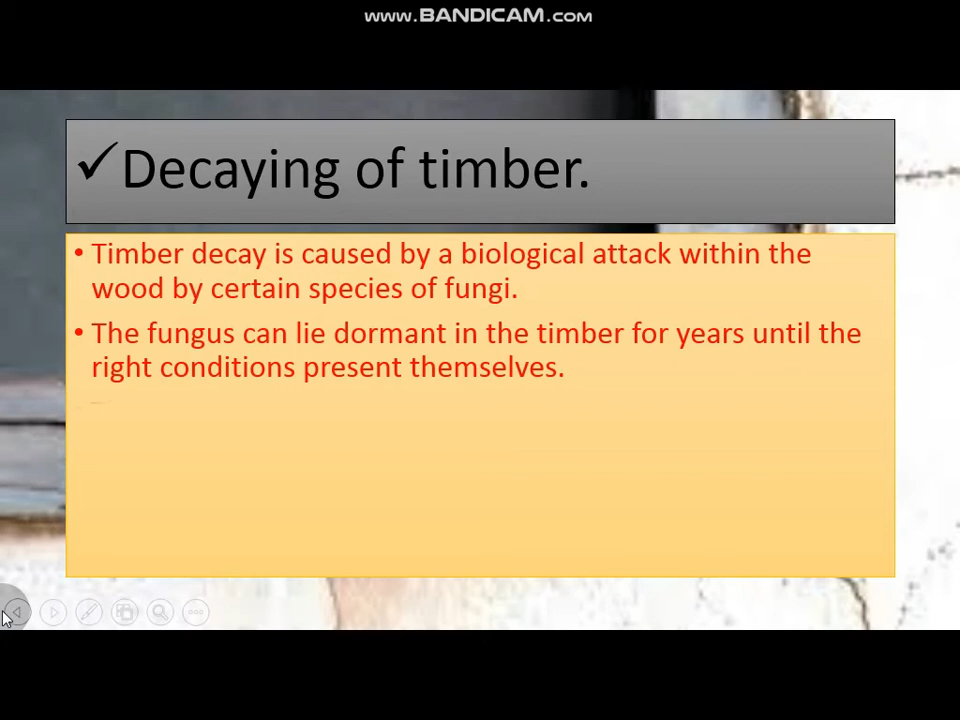 www.BANDICAM.com
✓Decaying of timber.
• Timber decay is caused by a biological attack within the
wood by certain species of fungi.
• The fungus can lie dormant in the timber for years until the
right conditions present themselves.